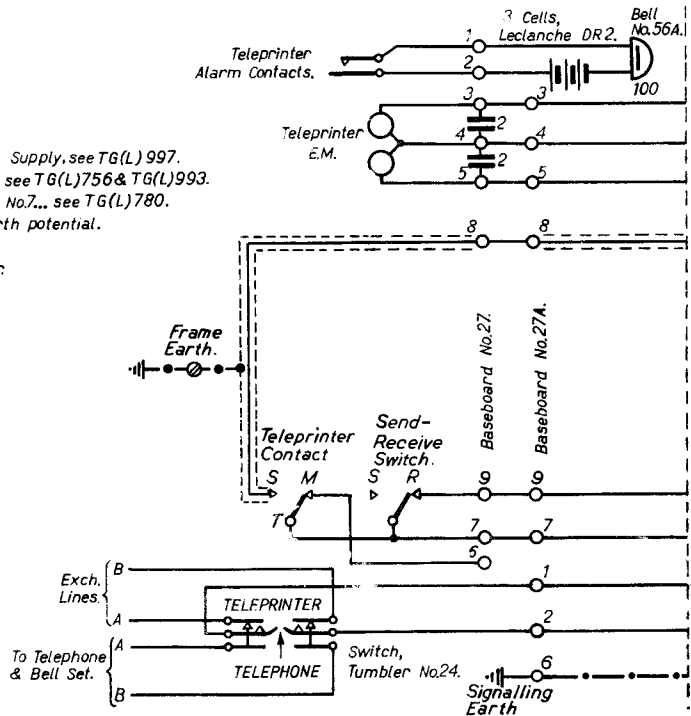 3 Cells,
Leclanche DR2.
Bell
No.56A.
100
Teleprinter
Alarm Contacts.
1
2
3 3
2
Teleprinter
E.M.
4 4
2
5 5
Supply, see TG(L) 997.
see TG(L)756 & TG(L)993.
No.7... see TG(L)780.
rth potential.
8 8
Frame
Earth.
Baseboard No.27.
Baseboard No.27A.
Teleprinter
Contact
Send-
Receive
Switch.
S M S R
T
9 9
7 7
6
Exch.
Lines.
B
A
TELEPRINTER
1
2
To Telephone
& Bell Set.
A
B
TELEPHONE
Switch,
Tumbler No.24.
6
Signalling
Earth